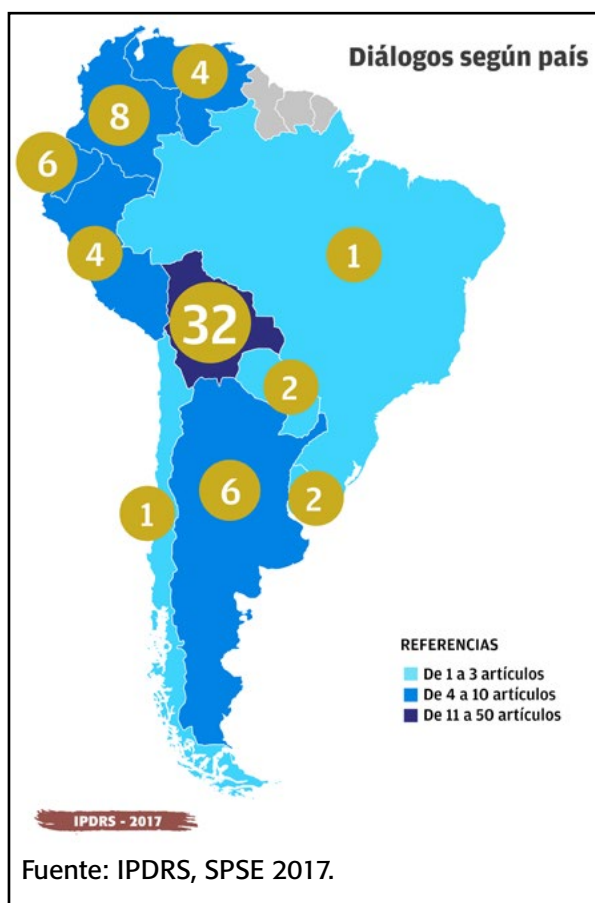 Diálogos según país
4
8
6
4
1
32
2
6
2
1
REFERENCIAS
De 1 a 3 artículos
De 4 a 10 artículos
De 11 a 50 artículos
IPDRS - 2017
Fuente: IPDRS, SPSE 2017.